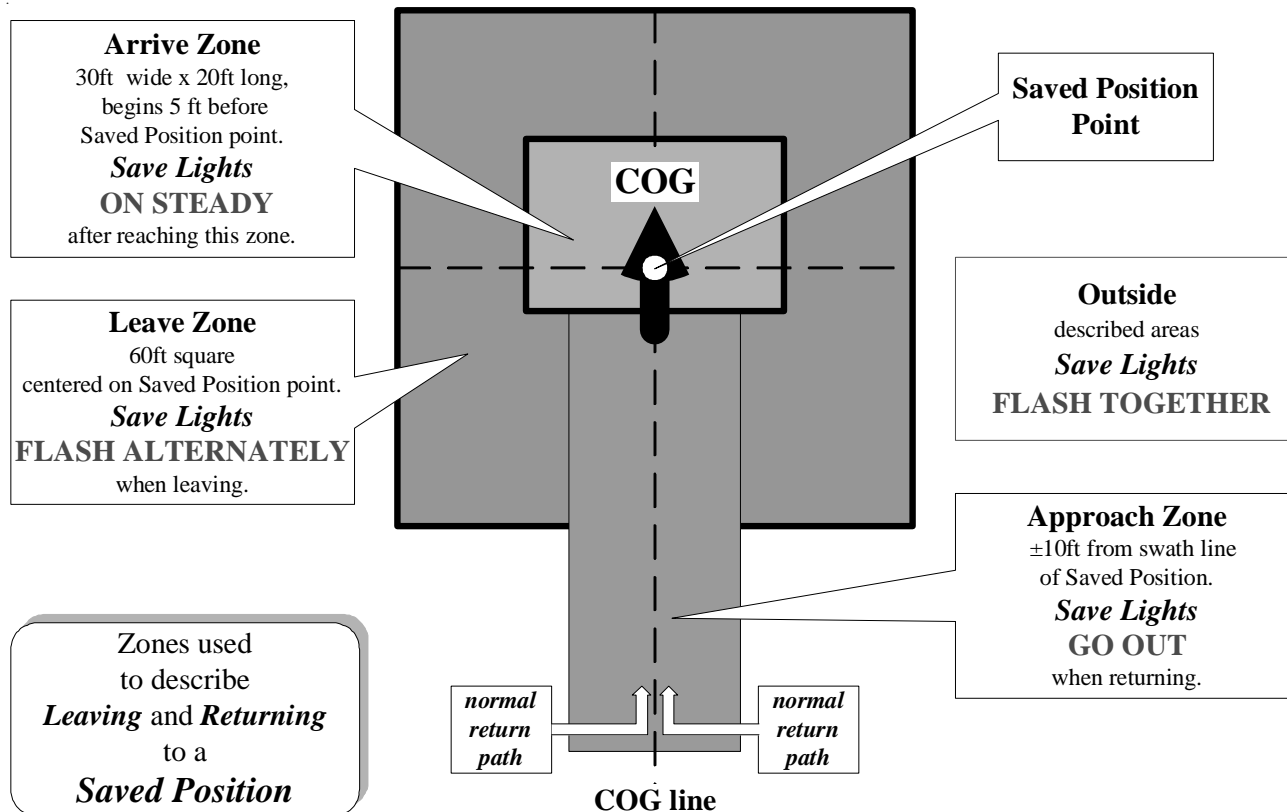 Arrive Zone
30ft wide x 20ft long,
begins 5 ft before
Saved Position point.
Save Lights
ON STEADY
after reaching this zone.
Leave Zone
60ft square
centered on Saved Position point.
Save Lights
FLASH ALTERNATELY
when leaving.
Zones used
to describe
Leaving and Returning
to a
Saved Position
COG
normal
return
path
normal
return
path
COG line
Saved Position
Point
Outside
described areas
Save Lights
FLASH TOGETHER
Approach Zone
±10ft from swath line
of Saved Position.
Save Lights
GO OUT
when returning.